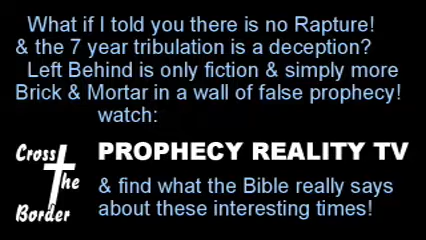 What if I told you there is no Rapture!
& the 7 year tribulation is a deception?
Left Behind is only fiction & simply more
Brick & Mortar in a wall of false prophecy!
watch:
Cross
the
Border
PROPHECY REALITY TV
& find what the Bible really says
about these interesting times!